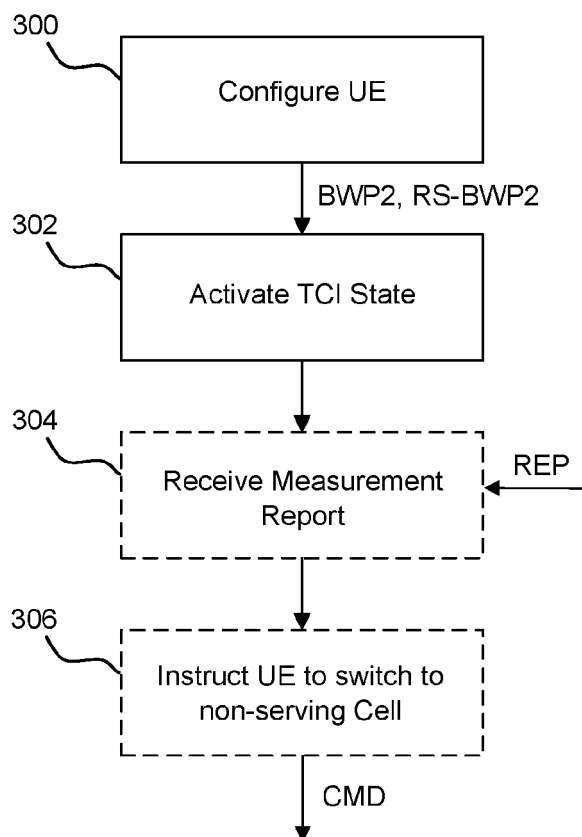 300
Configure UE
BWP2, RS-BWP2
302
Activate TCI State
304
Receive Measurement
Report
REP
306
Instruct UE to switch to
non-serving Cell
CMD